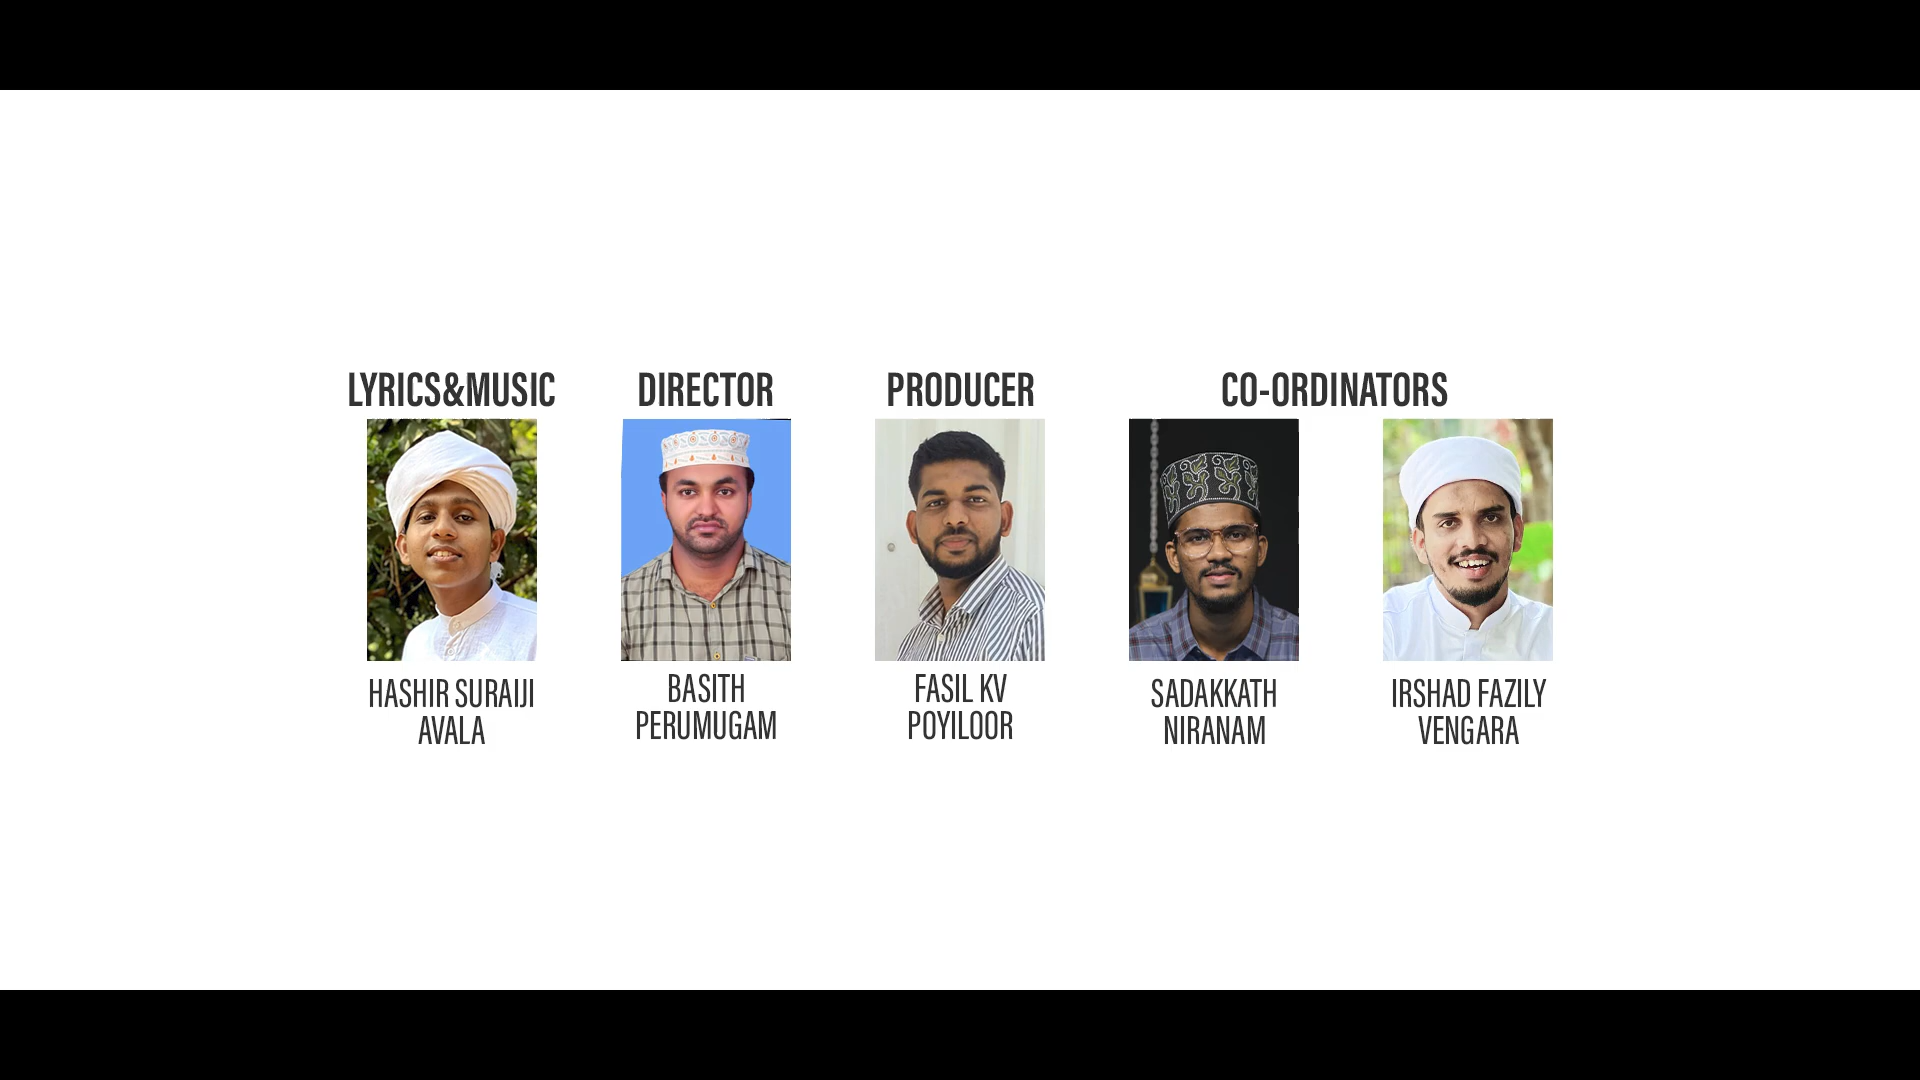 LYRICS&MUSIC
DIRECTOR
PRODUCER
CO-ORDINATORS
HASHIR SURAIJI
AVALA
BASITH
PERUMUGAM
FASIL KV
POYILOOR
SADAKKATH
NIRANAM
IRSHAD FAZILY
VENGARA